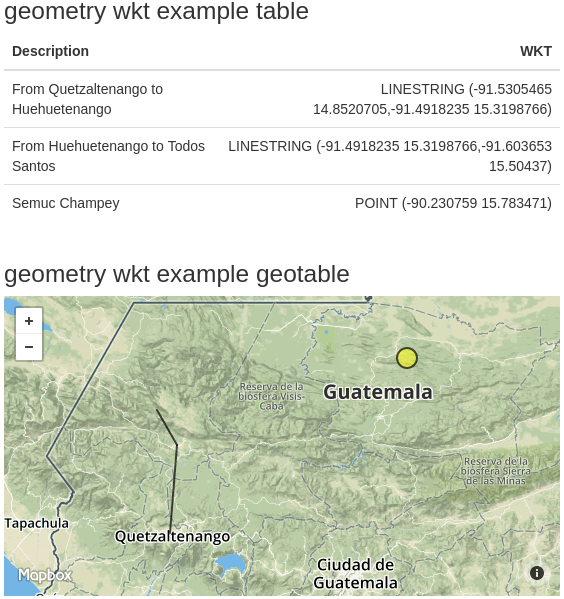 geometry wkt example table
Description WKT
From Quetzaltenango to LINESTRING (-91.5305465
Huehuetenango 14.8520705,-91.4918235 15.3198766)
From Huehuetenango to Todos LINESTRING (-91.4918235 15.3198766,-91.603653
Santos 15.50437)
Semuc Champey POINT (-90.230759 15.783471)
geometry wkt example geotable
+
−
Reserva de la
biósfera Visis-
Cabá
Guatemala
Reserva de la
biósfera Sierra
de las Minas
Tapachula
Quetzaltenango
Ciudad de
Guatemala
Mapbox
i